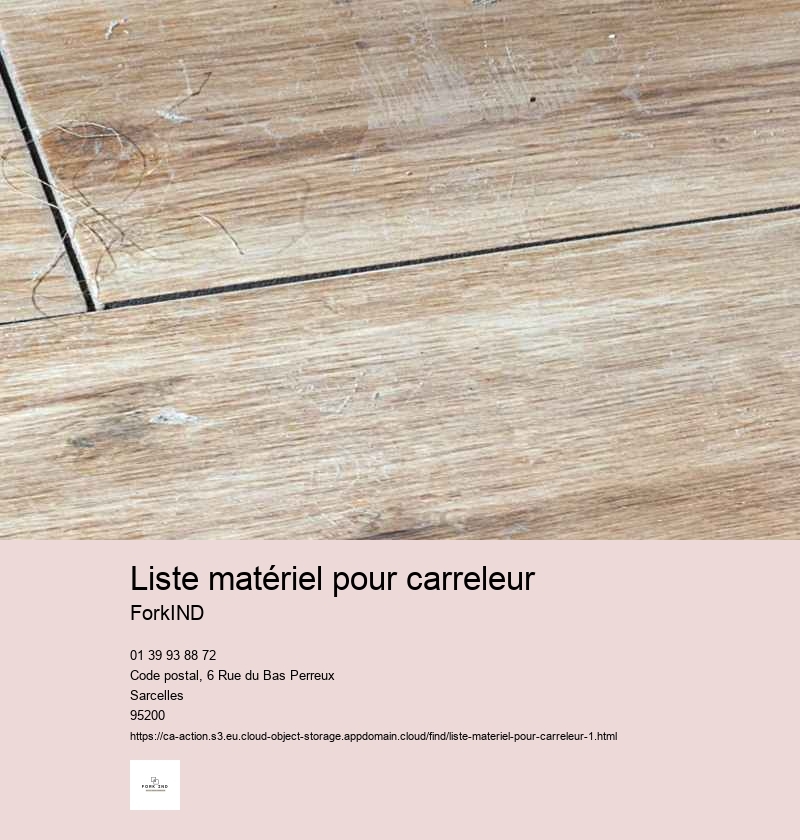 Liste matériel pour carreleur
ForkIND
01 39 93 88 72
Code postal, 6 Rue du Bas Perreux
Sarcelles
95200
https://ca-action.s3.eu.cloud-object-storage.appdomain.cloud/find/liste-materiel-pour-carreleur-1.html
FORK IND